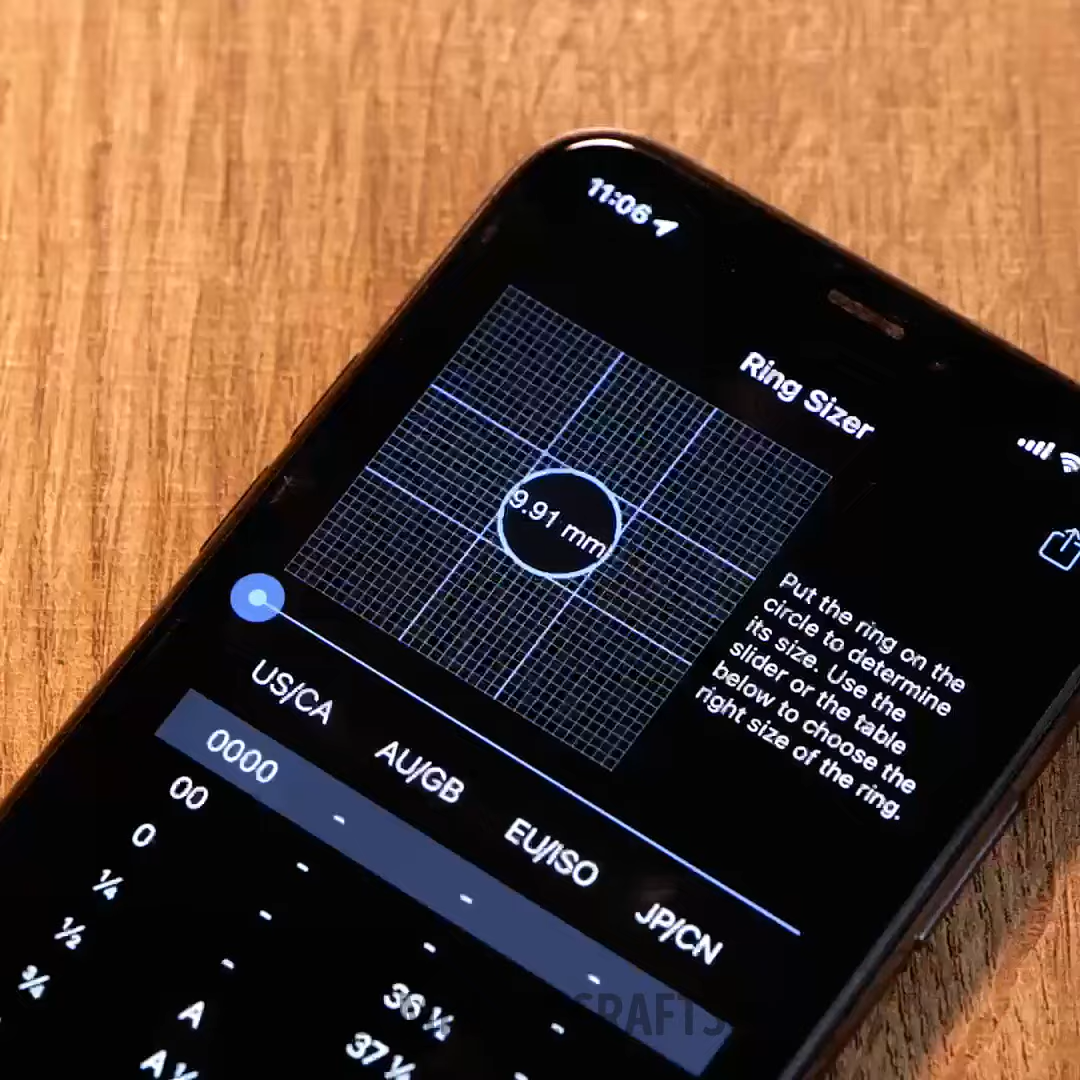 11:06
Ring Sizer
9.91 mm
Put the ring on the
circle to determine
its size. Use the
slider or the table
below to choose the
right size of the ring.
US/CA AU/GB EU/ISO JP/CN
0000 - - -
00 - - -
0 - 36 ½ -
¼ - 37
½ A
¾ A ½
CRAFTS